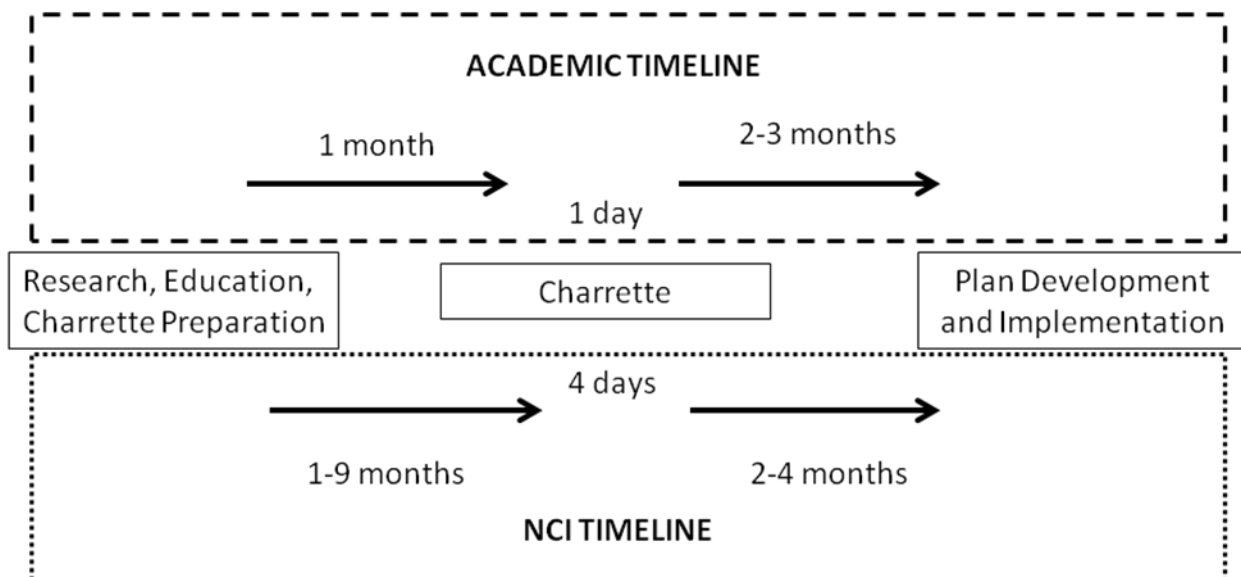 ACADEMIC TIMELINE
1 month
2-3 months
1 day
Research, Education,
Charrette Preparation
Charrette
Plan Development
and Implementation
4 days
1-9 months
2-4 months
NCI TIMELINE